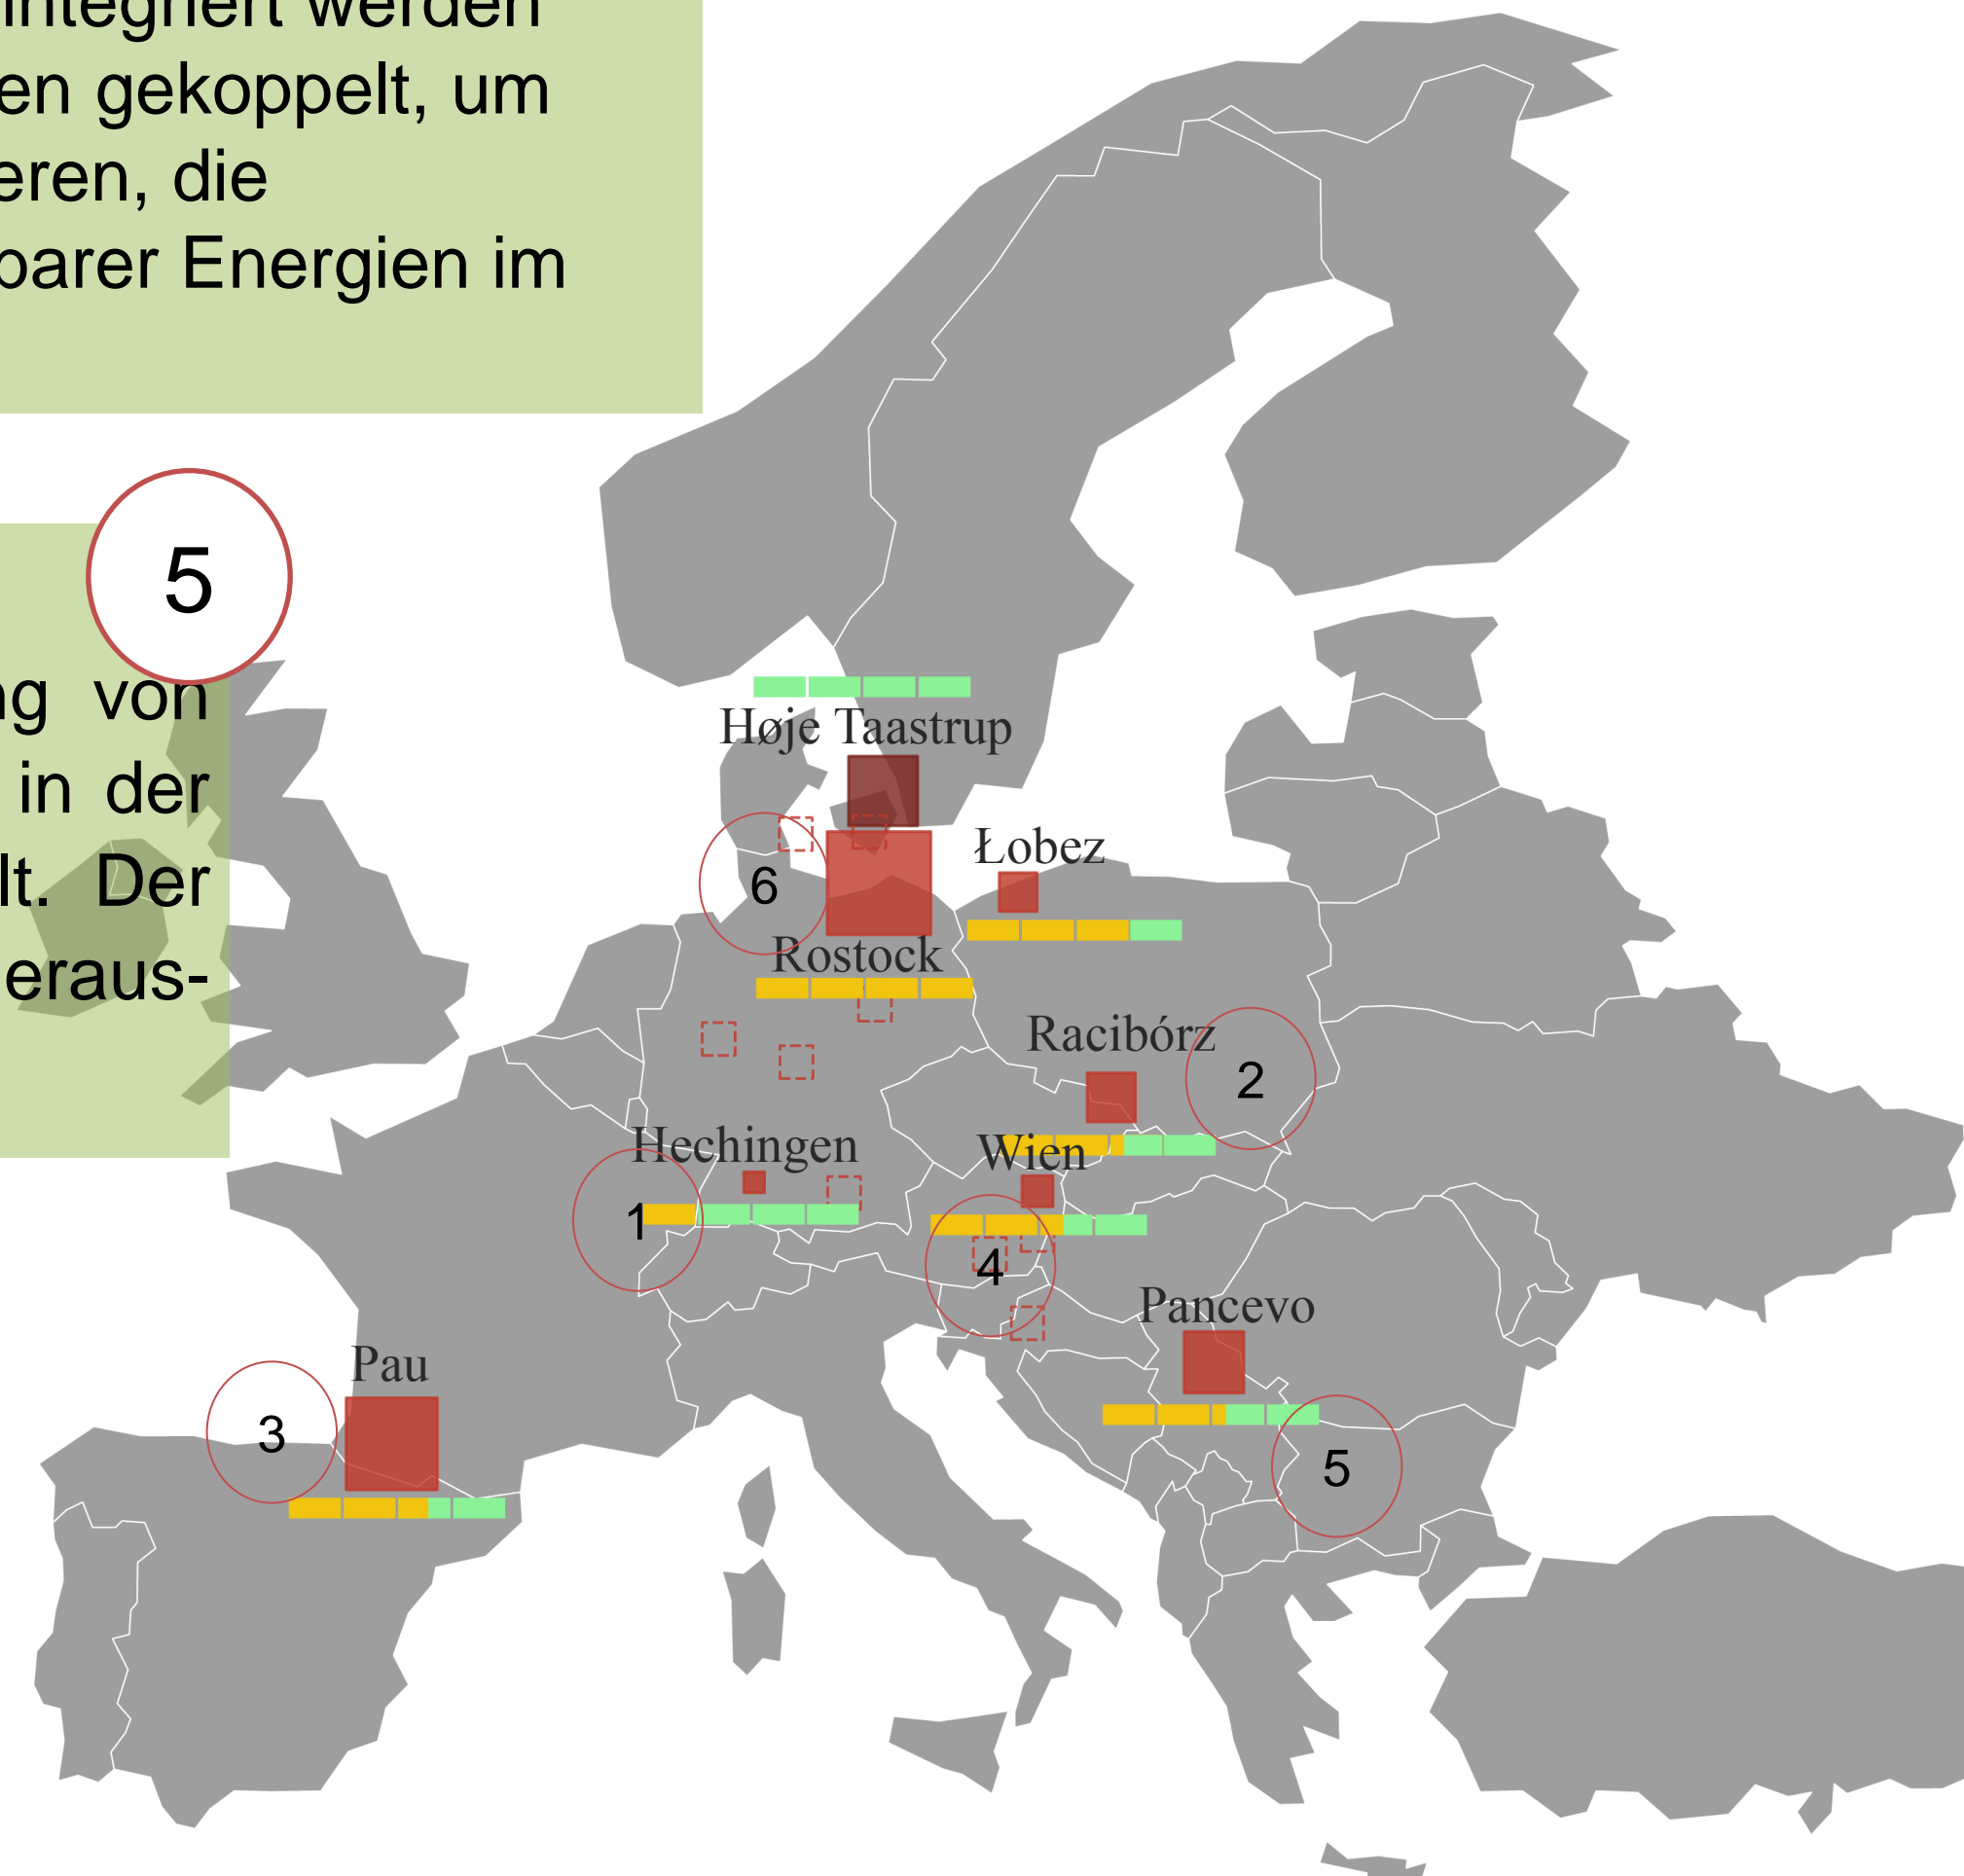 integriert werden
en gekoppelt, um
eren, die
barer Energien im
5
ng von
in der
lt. Der
eraus-
Høje Taastrup
Łobez
6
Rostock
Racibórz
2
Hechingen
Wien
1
4
Pancevo
Pau
3
5